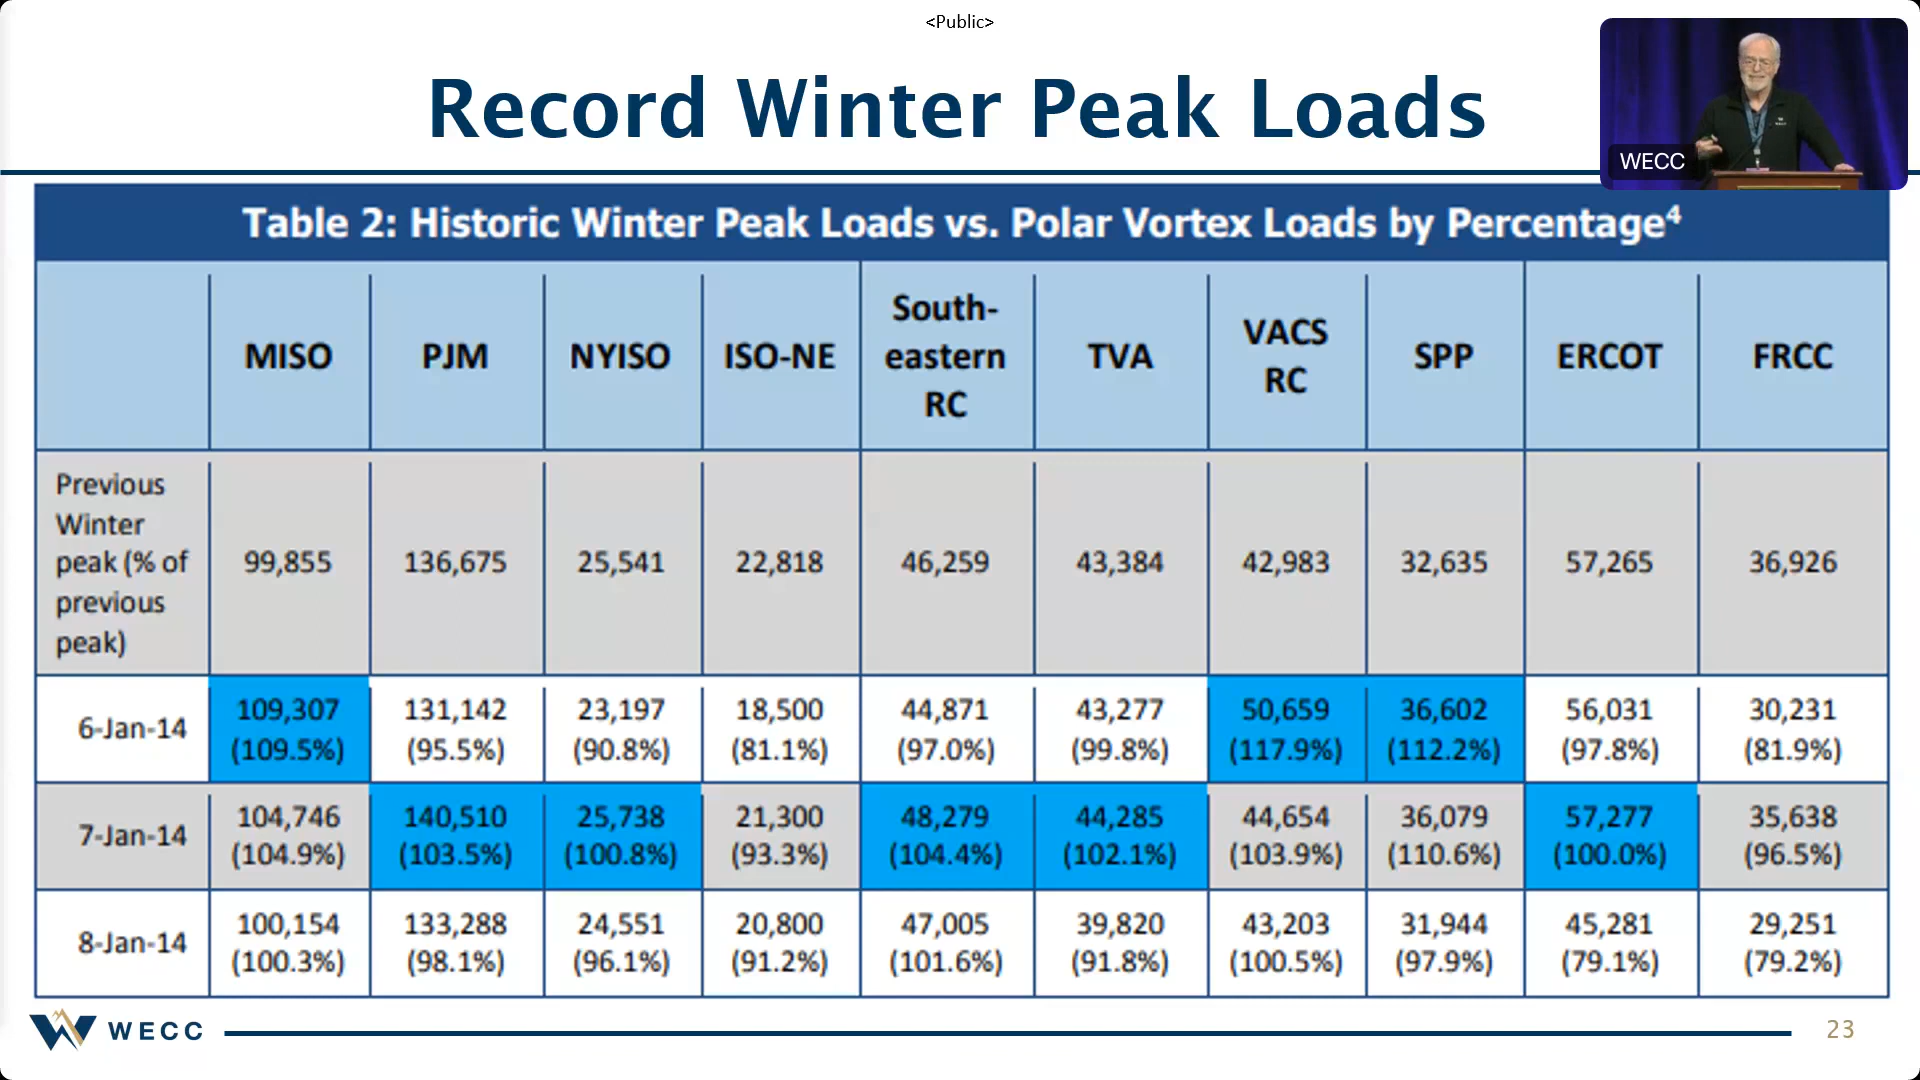 <Public>
Record Winter Peak Loads
WECC
Table 2: Historic Winter Peak Loads vs. Polar Vortex Loads by Percentage⁴
MISO PJM NYISO ISO-NE South-eastern RC TVA VACS RC SPP ERCOT FRCC
Previous Winter peak (% of previous peak) 99,855 136,675 25,541 22,818 46,259 43,384 42,983 32,635 57,265 36,926
6-Jan-14 109,307 (109.5%) 131,142 (95.5%) 23,197 (90.8%) 18,500 (81.1%) 44,871 (97.0%) 43,277 (99.8%) 50,659 (117.9%) 36,602 (112.2%) 56,031 (97.8%) 30,231 (81.9%)
7-Jan-14 104,746 (104.9%) 140,510 (103.5%) 25,738 (100.8%) 21,300 (93.3%) 48,279 (104.4%) 44,285 (102.1%) 44,654 (103.9%) 36,079 (110.6%) 57,277 (100.0%) 35,638 (96.5%)
8-Jan-14 100,154 (100.3%) 133,288 (98.1%) 24,551 (96.1%) 20,800 (91.2%) 47,005 (101.6%) 39,820 (91.8%) 43,203 (100.5%) 31,944 (97.9%) 45,281 (79.1%) 29,251 (79.2%)
WECC
23